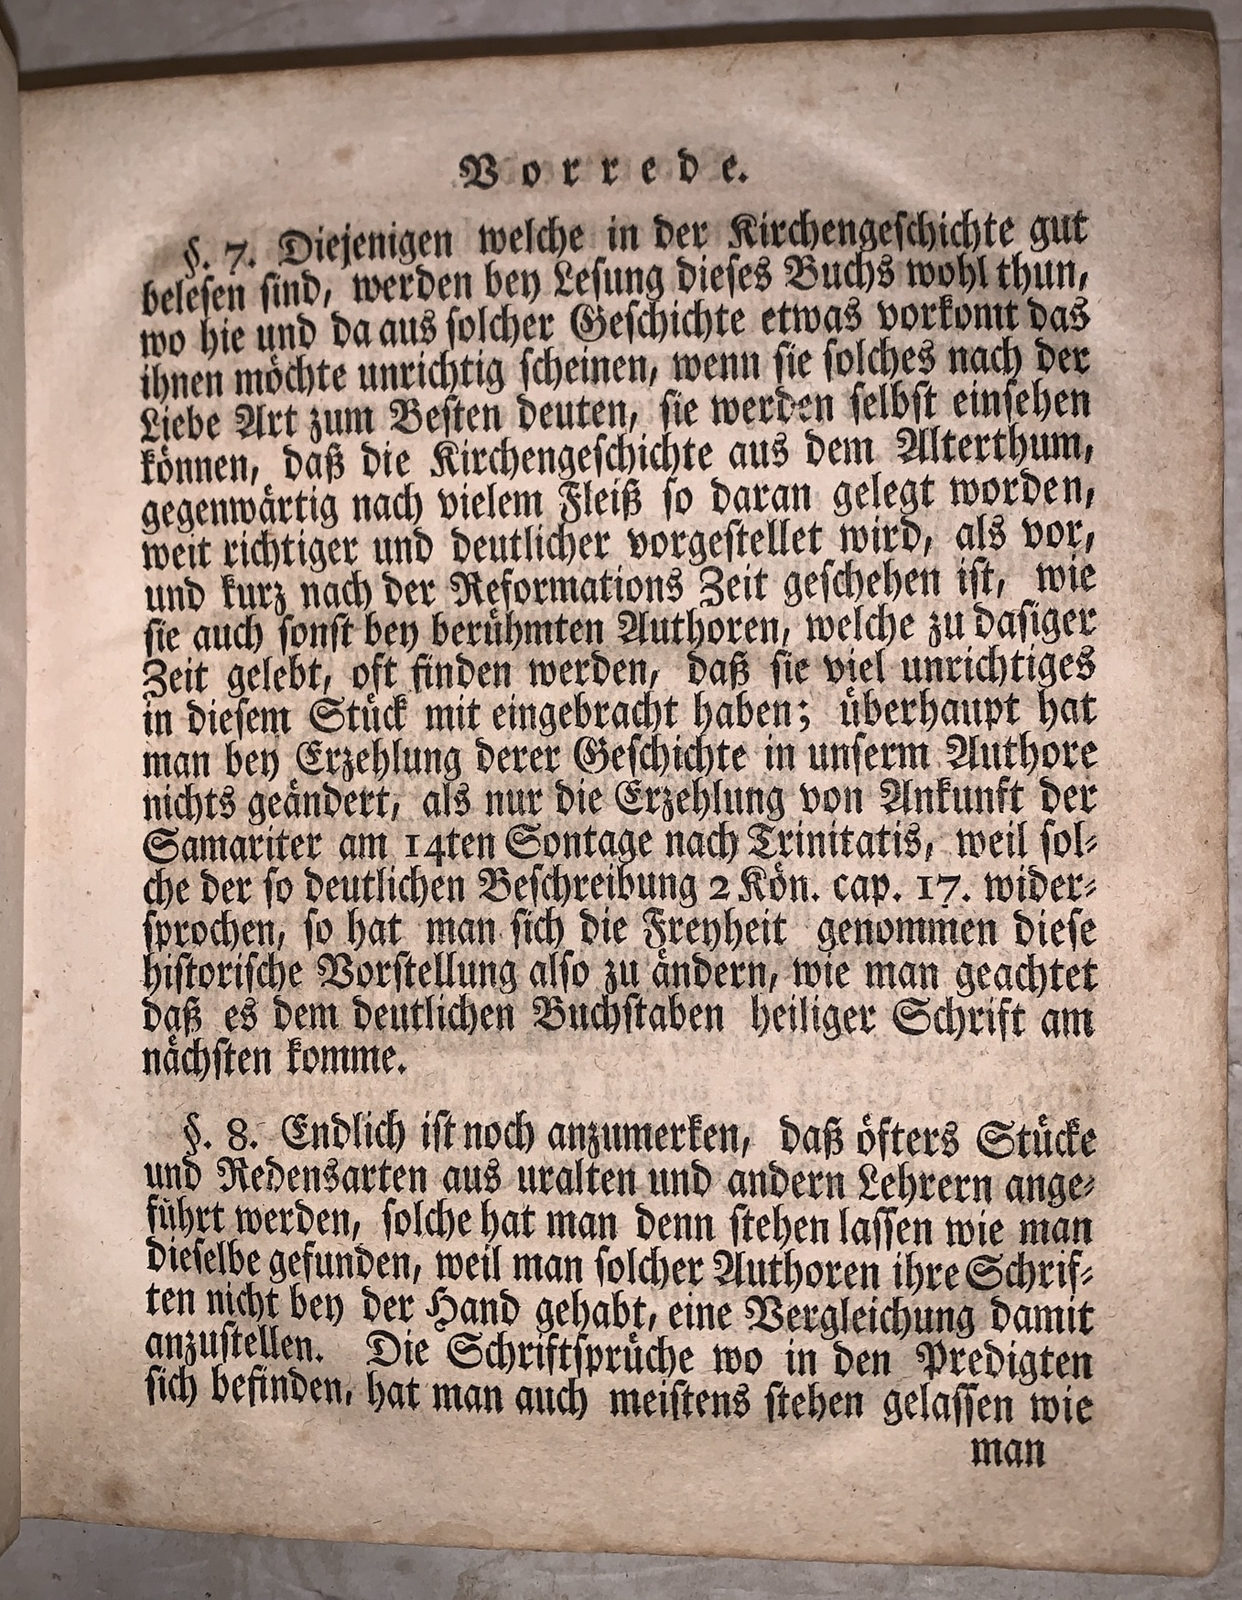 Vorrede.
§. 7. Diejenigen welche in der Kirchengeschichte gut
belesen sind, werden bey Lesung dieses Buchs wohl thun,
wo hie und da aus solcher Geschichte etwas vorkomt das
ihnen möchte unrichtig scheinen, wenn sie solches nach der
Liebe Art zum Besten deuten, sie werden selbst einsehen
können, daß die Kirchengeschichte aus dem Alterthum,
gegenwärtig nach vielem Fleiß so daran gelegt worden,
weit richtiger und deutlicher vorgestellet wird, als vor,
und kurz nach der Reformations Zeit geschehen ist, wie
sie auch sonst bey berühmten Authoren, welche zu dasiger
Zeit gelebt, oft finden werden, daß sie viel unrichtiges
in diesem Stück mit eingebracht haben; überhaupt hat
man bey Erzehlung derer Geschichte in unserm Authore
nichts geändert, als nur die Erzehlung von Ankunft der
Samariter am 14ten Sontage nach Trinitatis, weil sol-
che der so deutlichen Beschreibung 2 Kön. cap. 17. wider-
sprochen, so hat man sich die Freyheit genommen diese
historische Vorstellung also zu ändern, wie man geachtet
daß es dem deutlichen Buchstaben heiliger Schrift am
nächsten komme.
§. 8. Endlich ist noch anzumerken, daß öfters Stücke
und Redensarten aus uralten und andern Lehrern ange-
führt werden, solche hat man denn stehen lassen wie man
dieselbe gefunden, weil man solcher Authoren ihre Schrif-
ten nicht bey der Hand gehabt, eine Vergleichung damit
anzustellen. Die Schriftsprüche wo in den Predigten
sich befinden, hat man auch meistens stehen gelassen wie
man